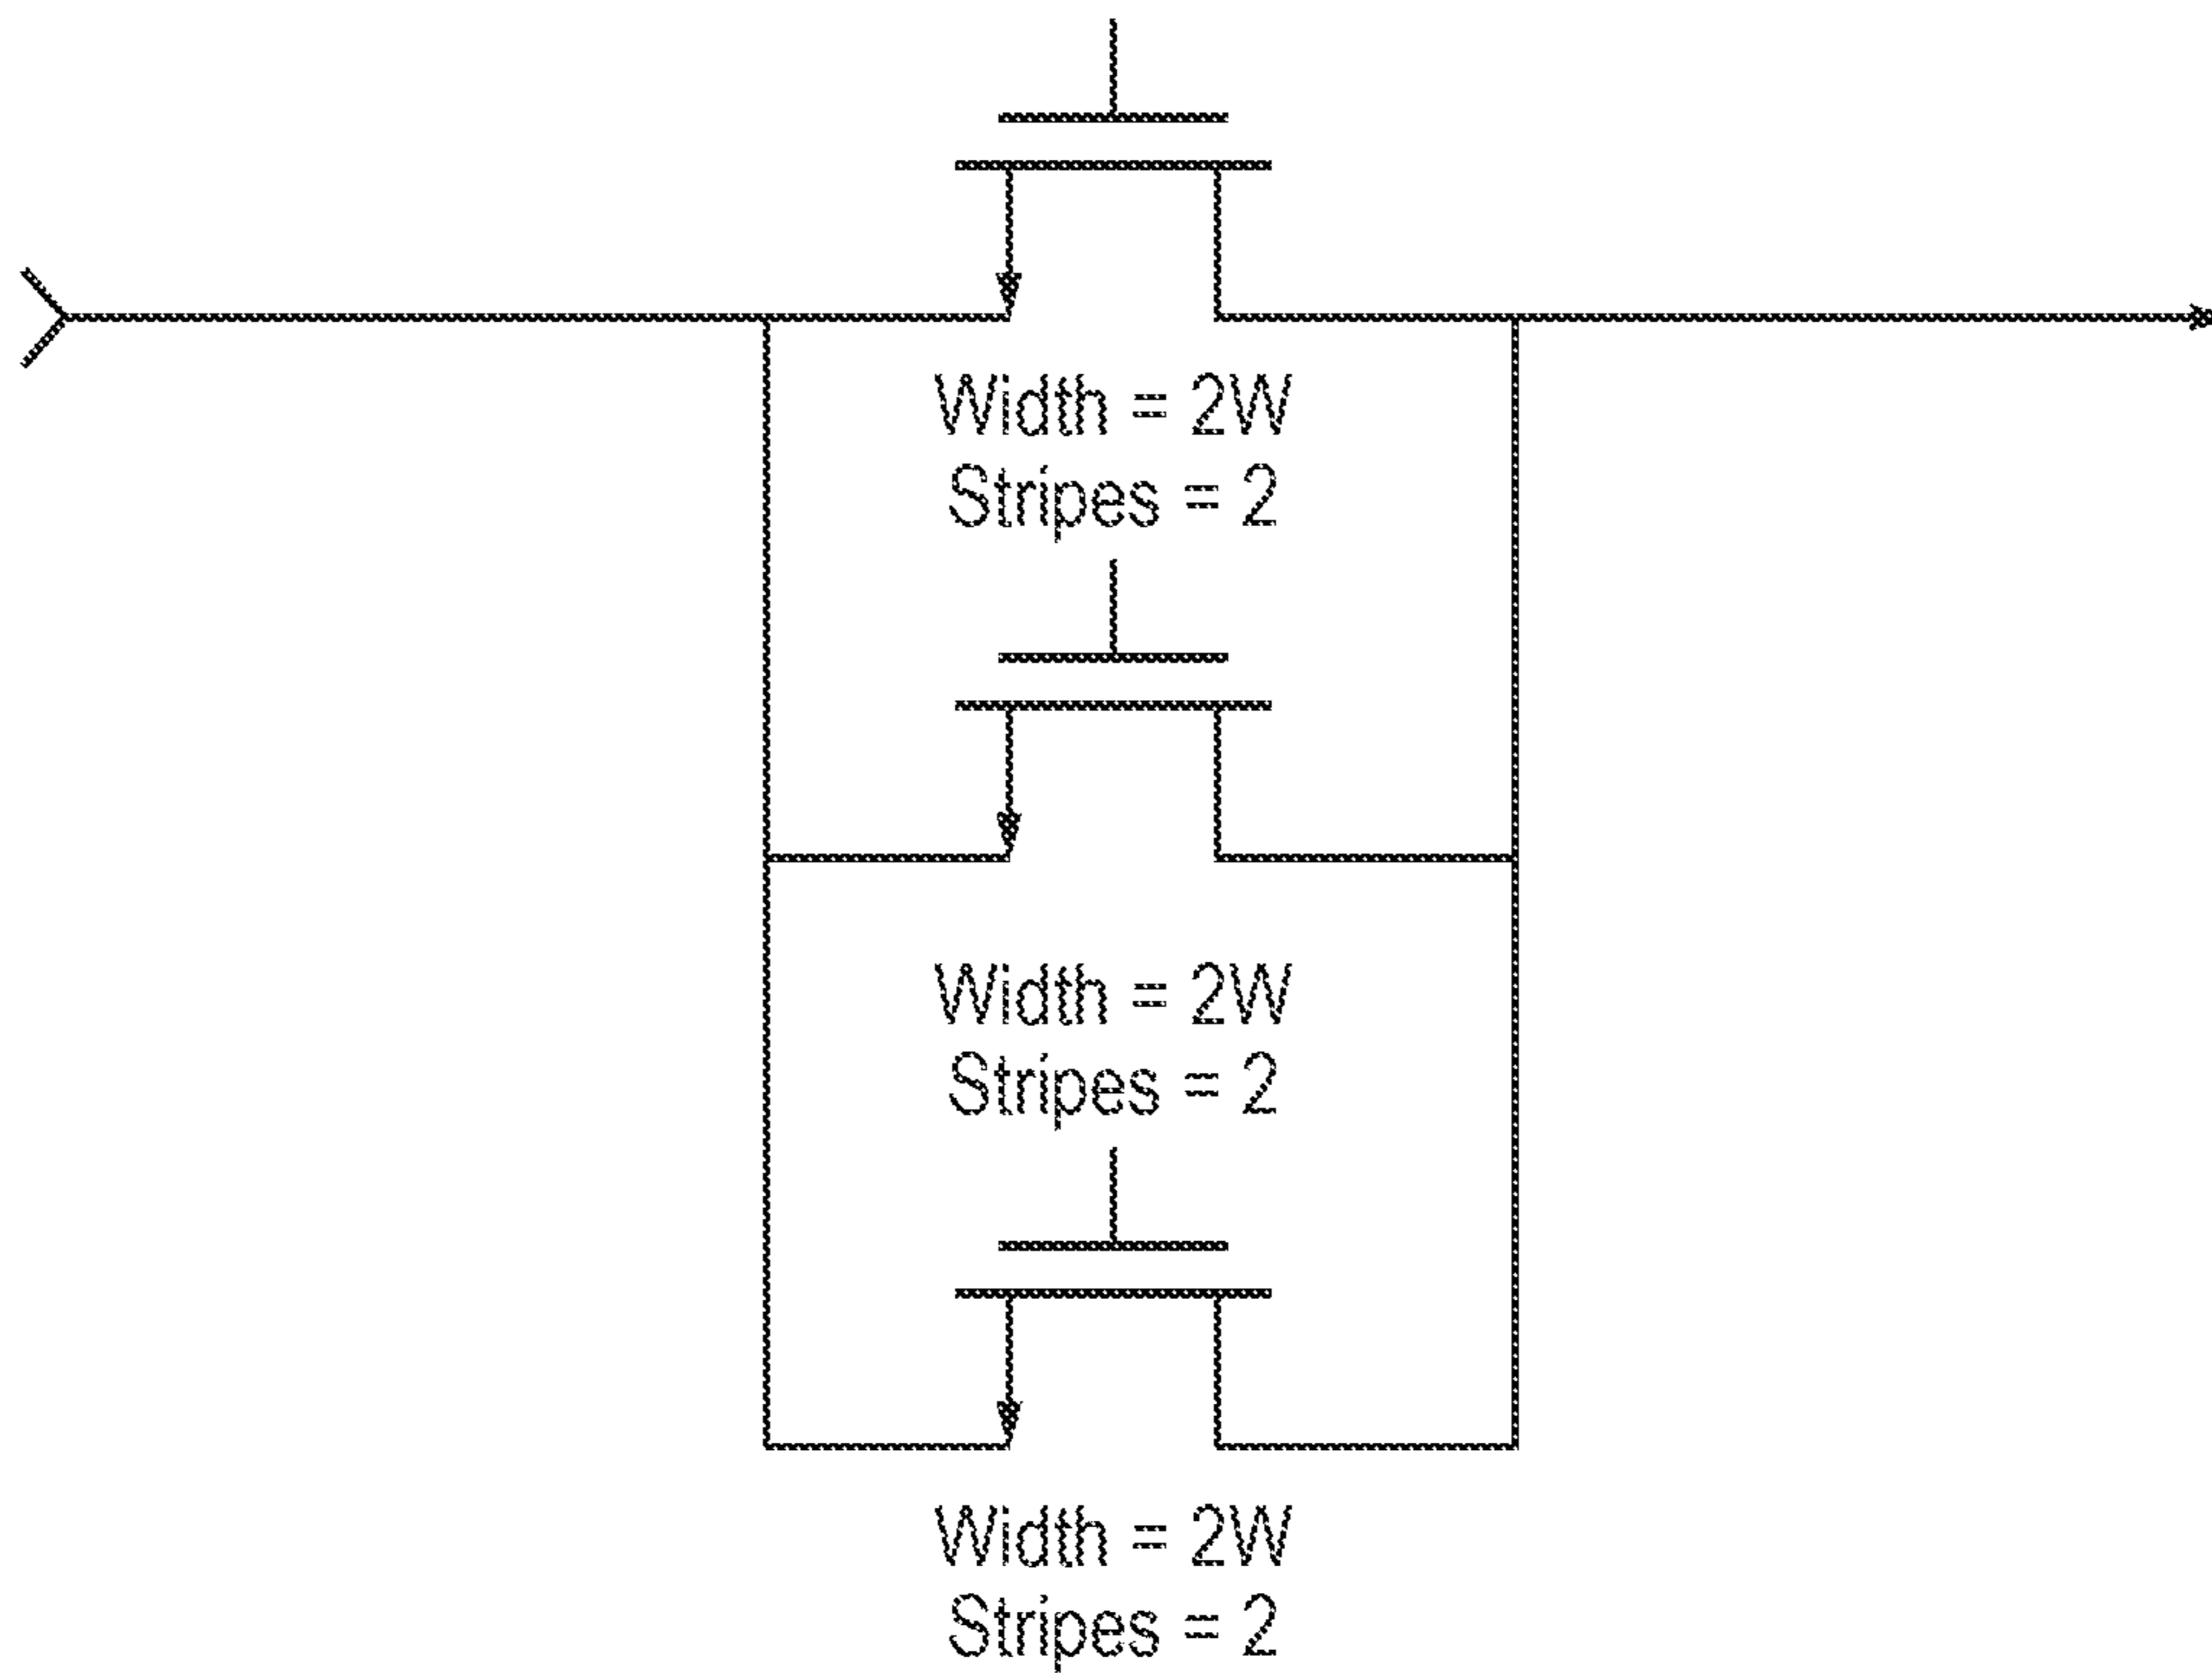 Width = 2W
Stripes = 2
Width = 2W
Stripes = 2
Width = 2W
Stripes = 2